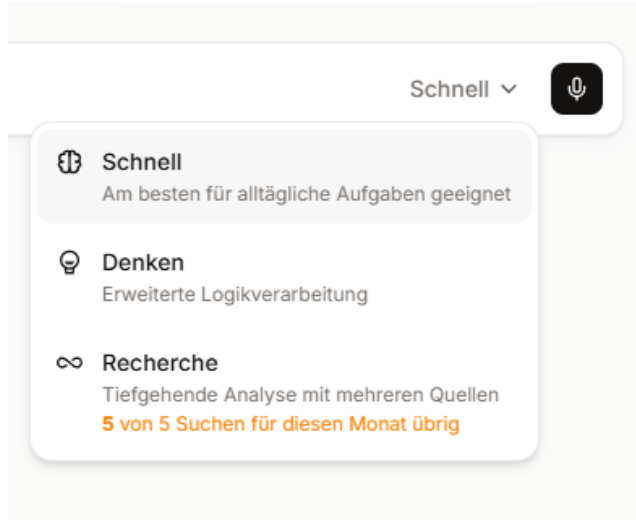 Schnell
Schnell
Am besten für alltägliche Aufgaben geeignet
Denken
Erweiterte Logikverarbeitung
Recherche
Tiefgehende Analyse mit mehreren Quellen
5 von 5 Suchen für diesen Monat übrig